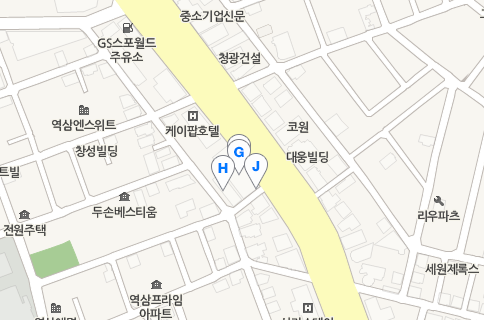 중소기업신문
GS스포월드
주유소
청광건설
역삼엔스위트
케이팝호텔
코원
창성빌딩
G
H
J
대웅빌딩
트빌
두손베스티움
리우파츠
전원주택
세원제록스
역삼프라임
아파트